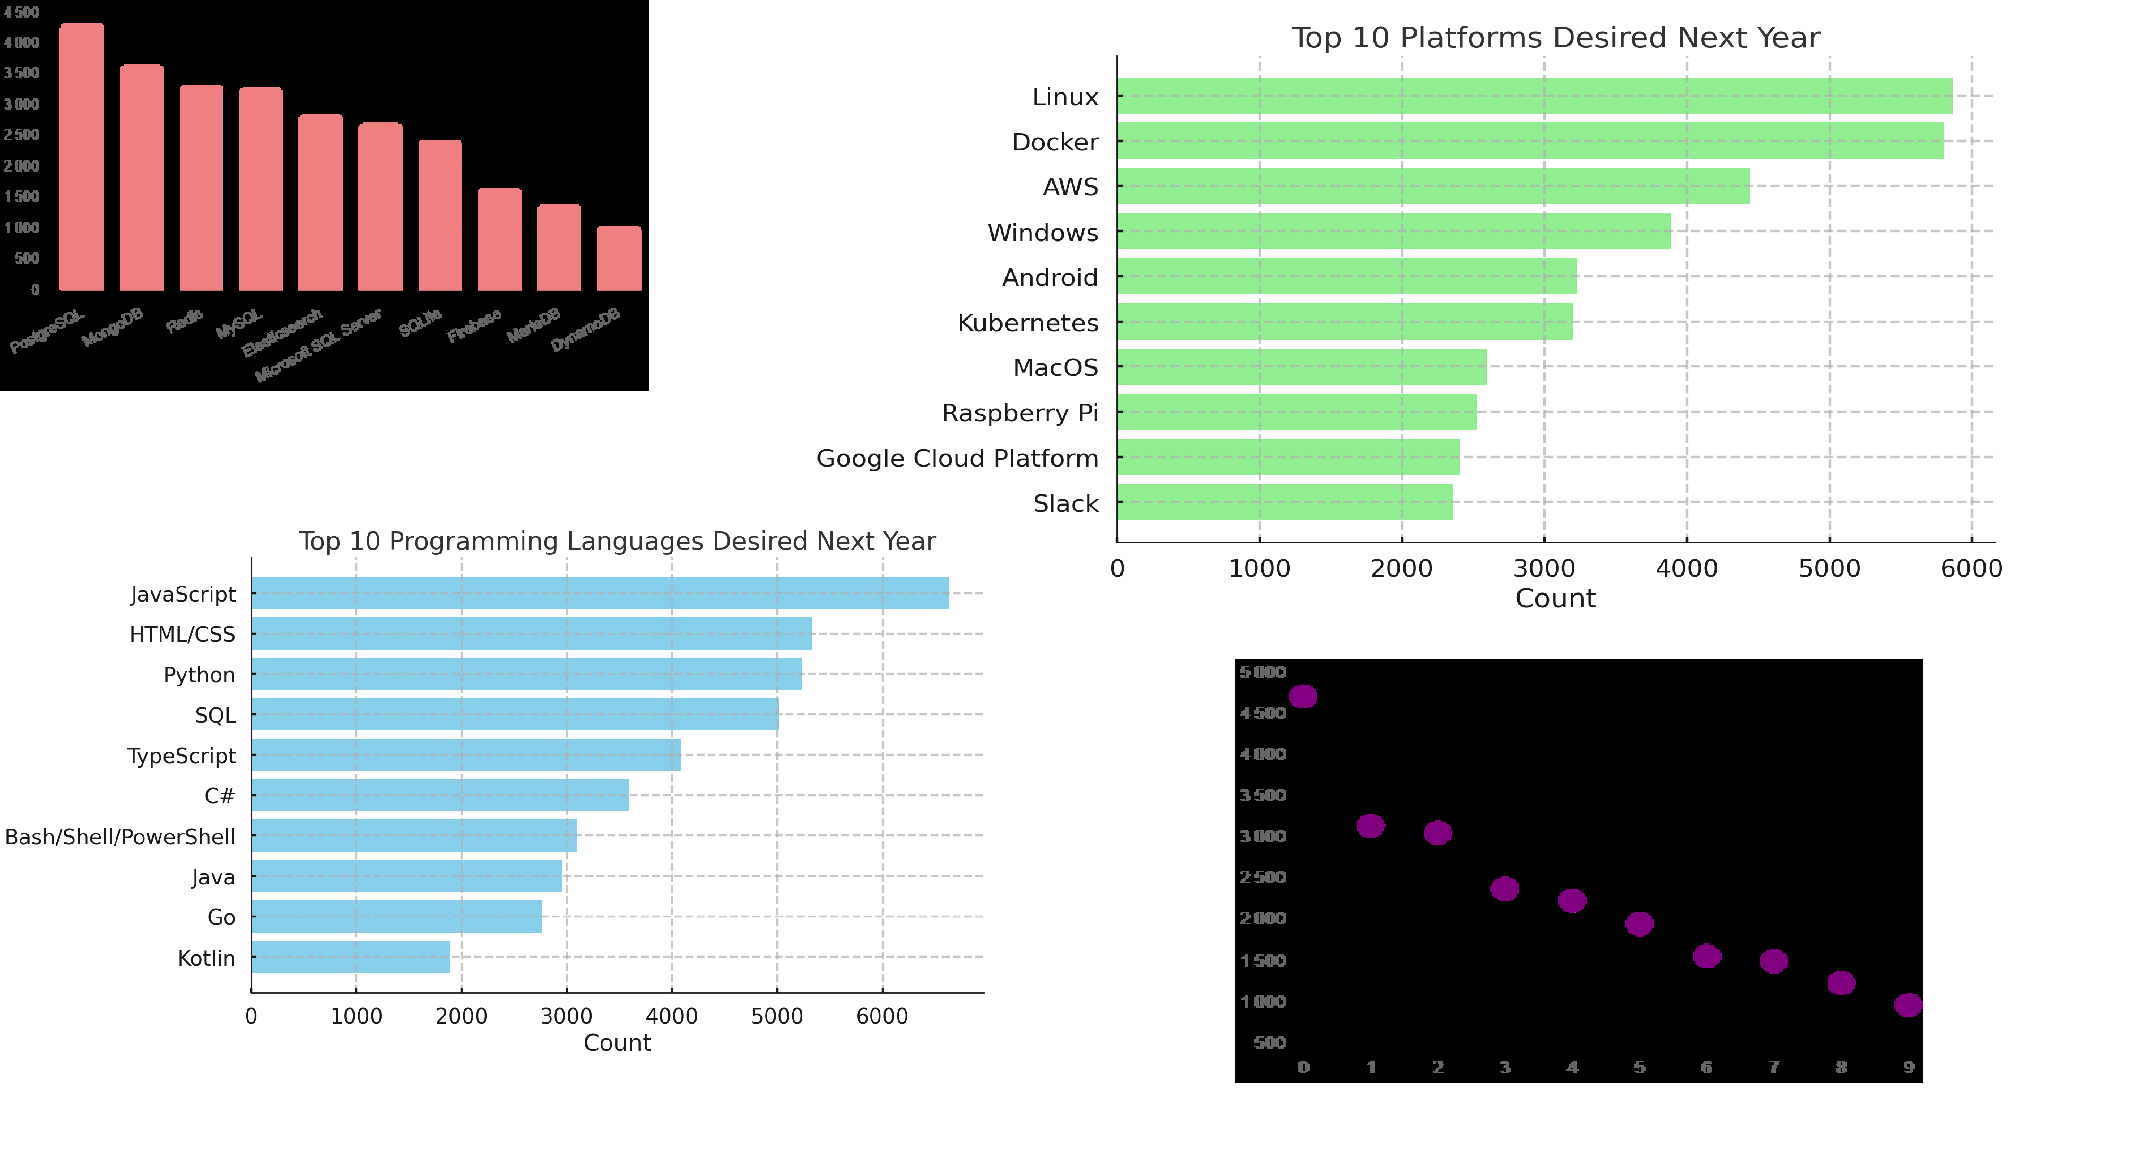 4 500
4 000
3 500
3 000
2 500
2 000
1 500
1 000
500
0
PostgreSQL
MongoDB
Redis
MySQL
Elasticsearch
Microsoft SQL Server
SQLite
Firebase
MariaDB
DynamoDB
Top 10 Platforms Desired Next Year
Linux
Docker
AWS
Windows
Android
Kubernetes
MacOS
Raspberry Pi
Google Cloud Platform
Slack
0 1000 2000 3000 4000 5000 6000
Count
Top 10 Programming Languages Desired Next Year
JavaScript
HTML/CSS
Python
SQL
TypeScript
C#
Bash/Shell/PowerShell
Java
Go
Kotlin
0 1000 2000 3000 4000 5000 6000
Count
5 000
4 500
4 000
3 500
3 000
2 500
2 000
1 500
1 000
500
0 1 2 3 4 5 6 7 8 9